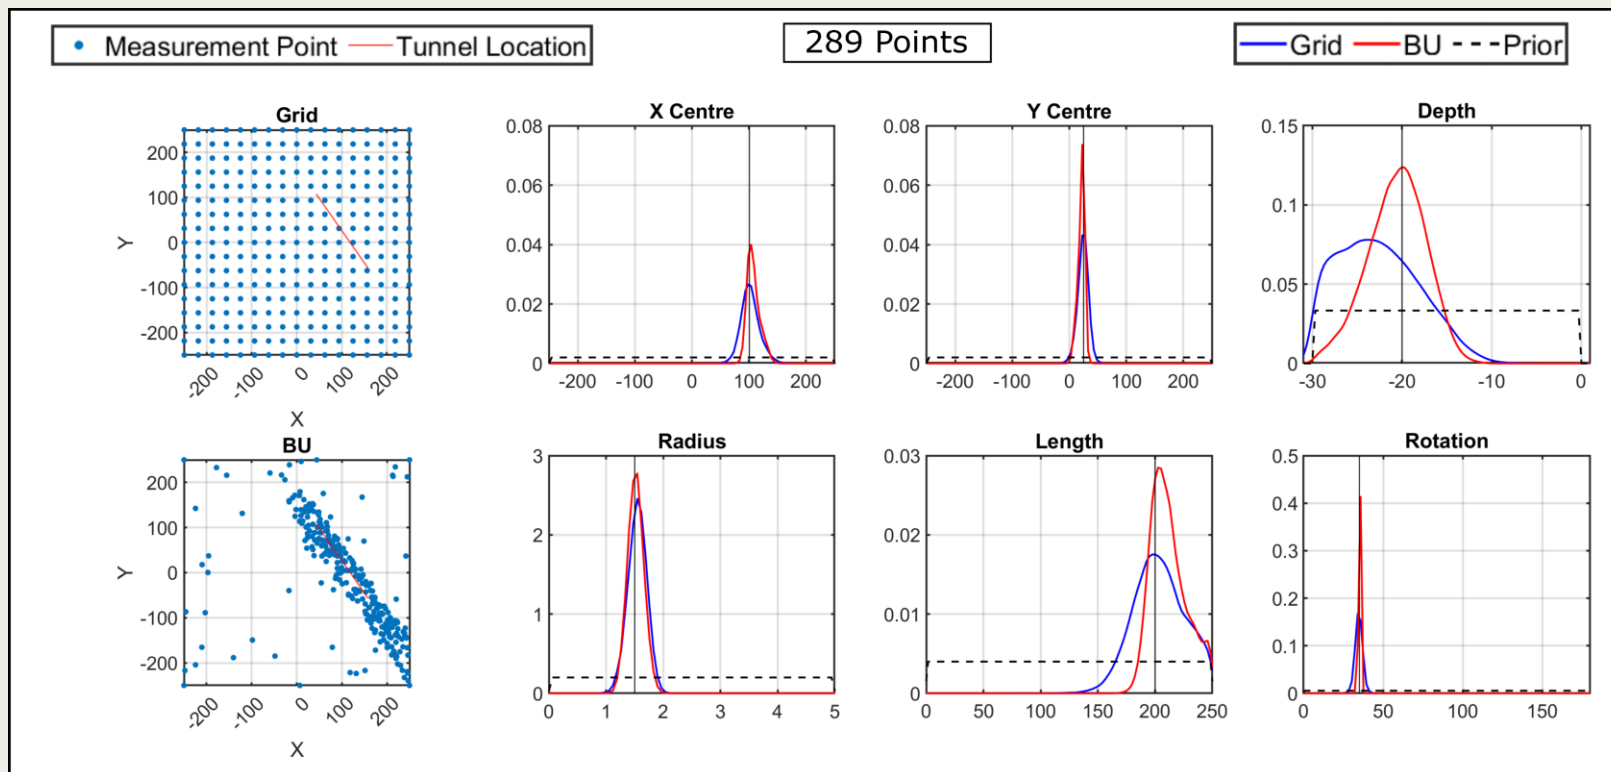 Measurement Point Tunnel Location
289 Points
Grid BU Prior
Grid
200
100
0
-100
-200
Y
-200 -100 0 100 200
X
X Centre
0.08
0.06
0.04
0.02
0
-200 -100 0 100 200
Y Centre
0.08
0.06
0.04
0.02
0
-200 -100 0 100 200
Depth
0.15
0.1
0.05
0
-30 -20 -10 0
BU
200
100
0
-100
-200
Y
-200 -100 0 100 200
X
Radius
3
2
1
0
0 1 2 3 4 5
Length
0.03
0.02
0.01
0
0 50 100 150 200 250
Rotation
0.5
0.4
0.3
0.2
0.1
0
0 50 100 150